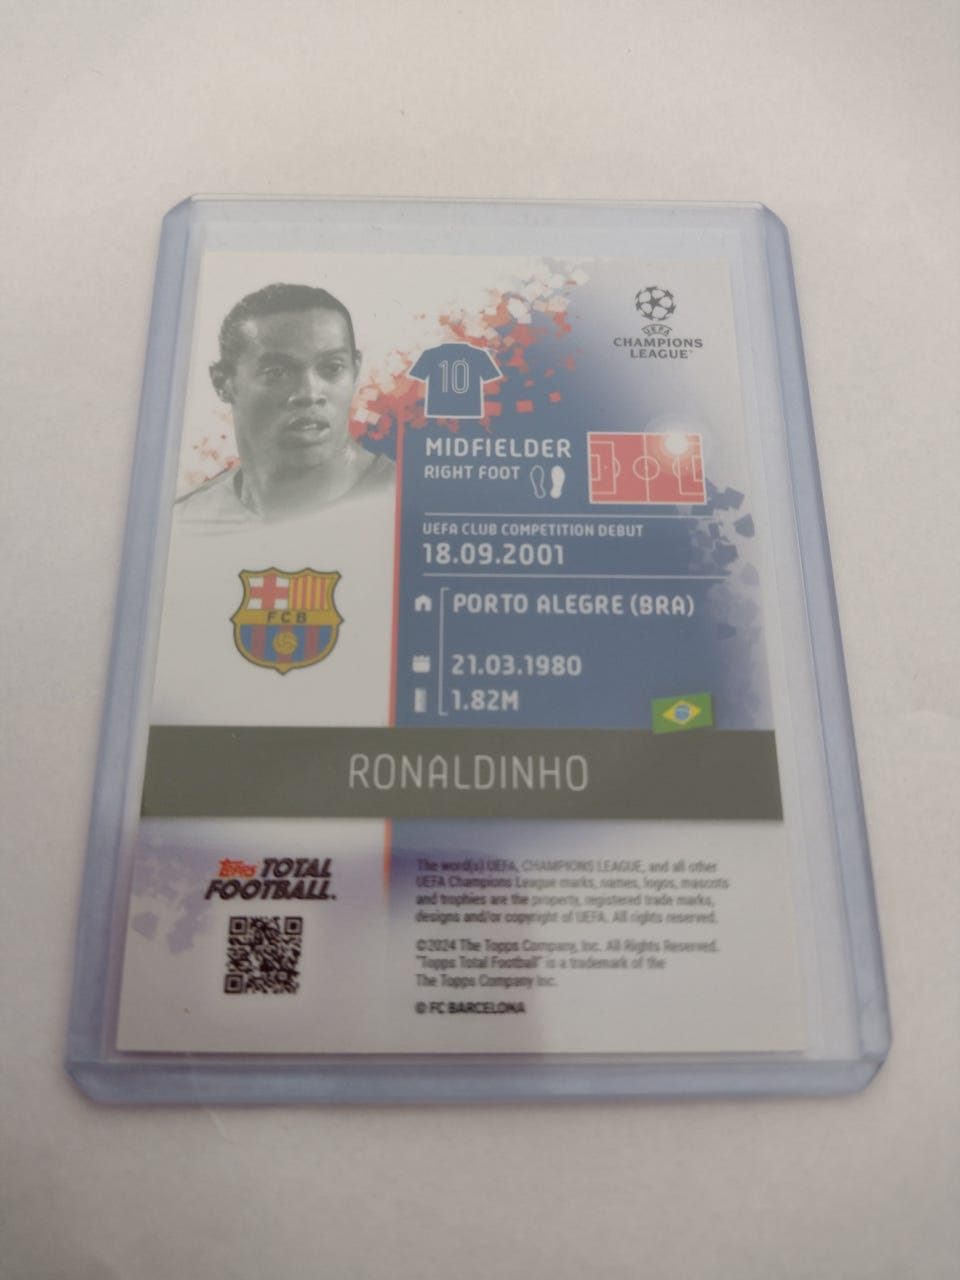 UEFA
CHAMPIONS
LEAGUE
10
MIDFIELDER
RIGHT FOOT
UEFA CLUB COMPETITION DEBUT
18.09.2001
FCB
PORTO ALEGRE (BRA)
21.03.1980
1.82M
RONALDINHO
Topps TOTAL
FOOTBALL.
The word(s) UEFA, CHAMPIONS LEAGUE, and all other
UEFA Champions League marks, names, logos, mascots
and trophies are the property, registered trade marks,
designs and/or copyright of UEFA. All rights reserved.
©2024 The Topps Company, Inc. All Rights Reserved.
"Topps Total Football" is a trademark of the
The Topps Company Inc.
© FC BARCELONA